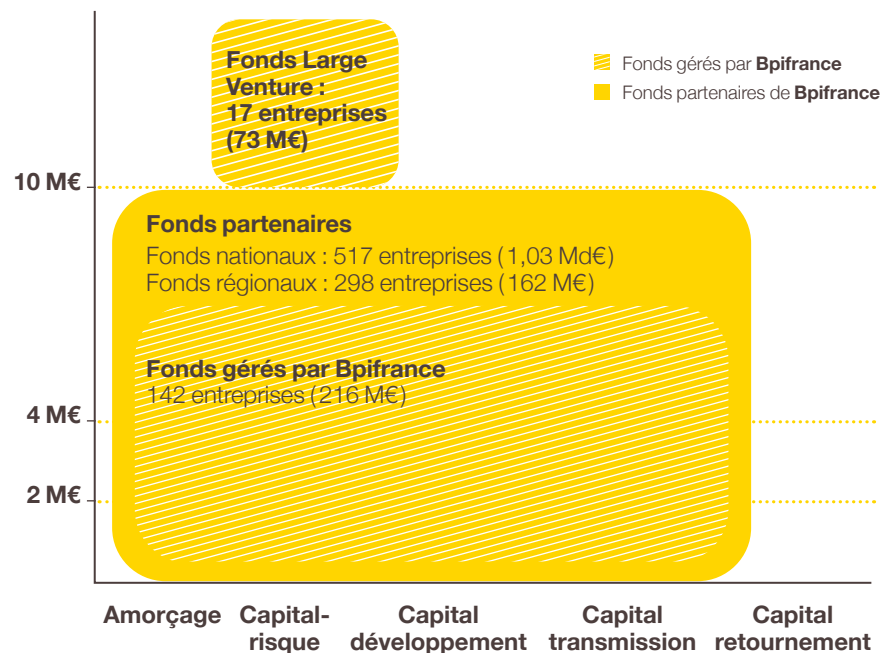 Fonds Large
Venture :
17 entreprises
(73 M€)
Fonds gérés par Bpifrance
Fonds partenaires de Bpifrance
10 M€
Fonds partenaires
Fonds nationaux : 517 entreprises (1,03 Md€)
Fonds régionaux : 298 entreprises (162 M€)
Fonds gérés par Bpifrance
142 entreprises (216 M€)
4 M€
2 M€
Amorçage
Capital-
risque
Capital
développement
Capital
transmission
Capital
retournement